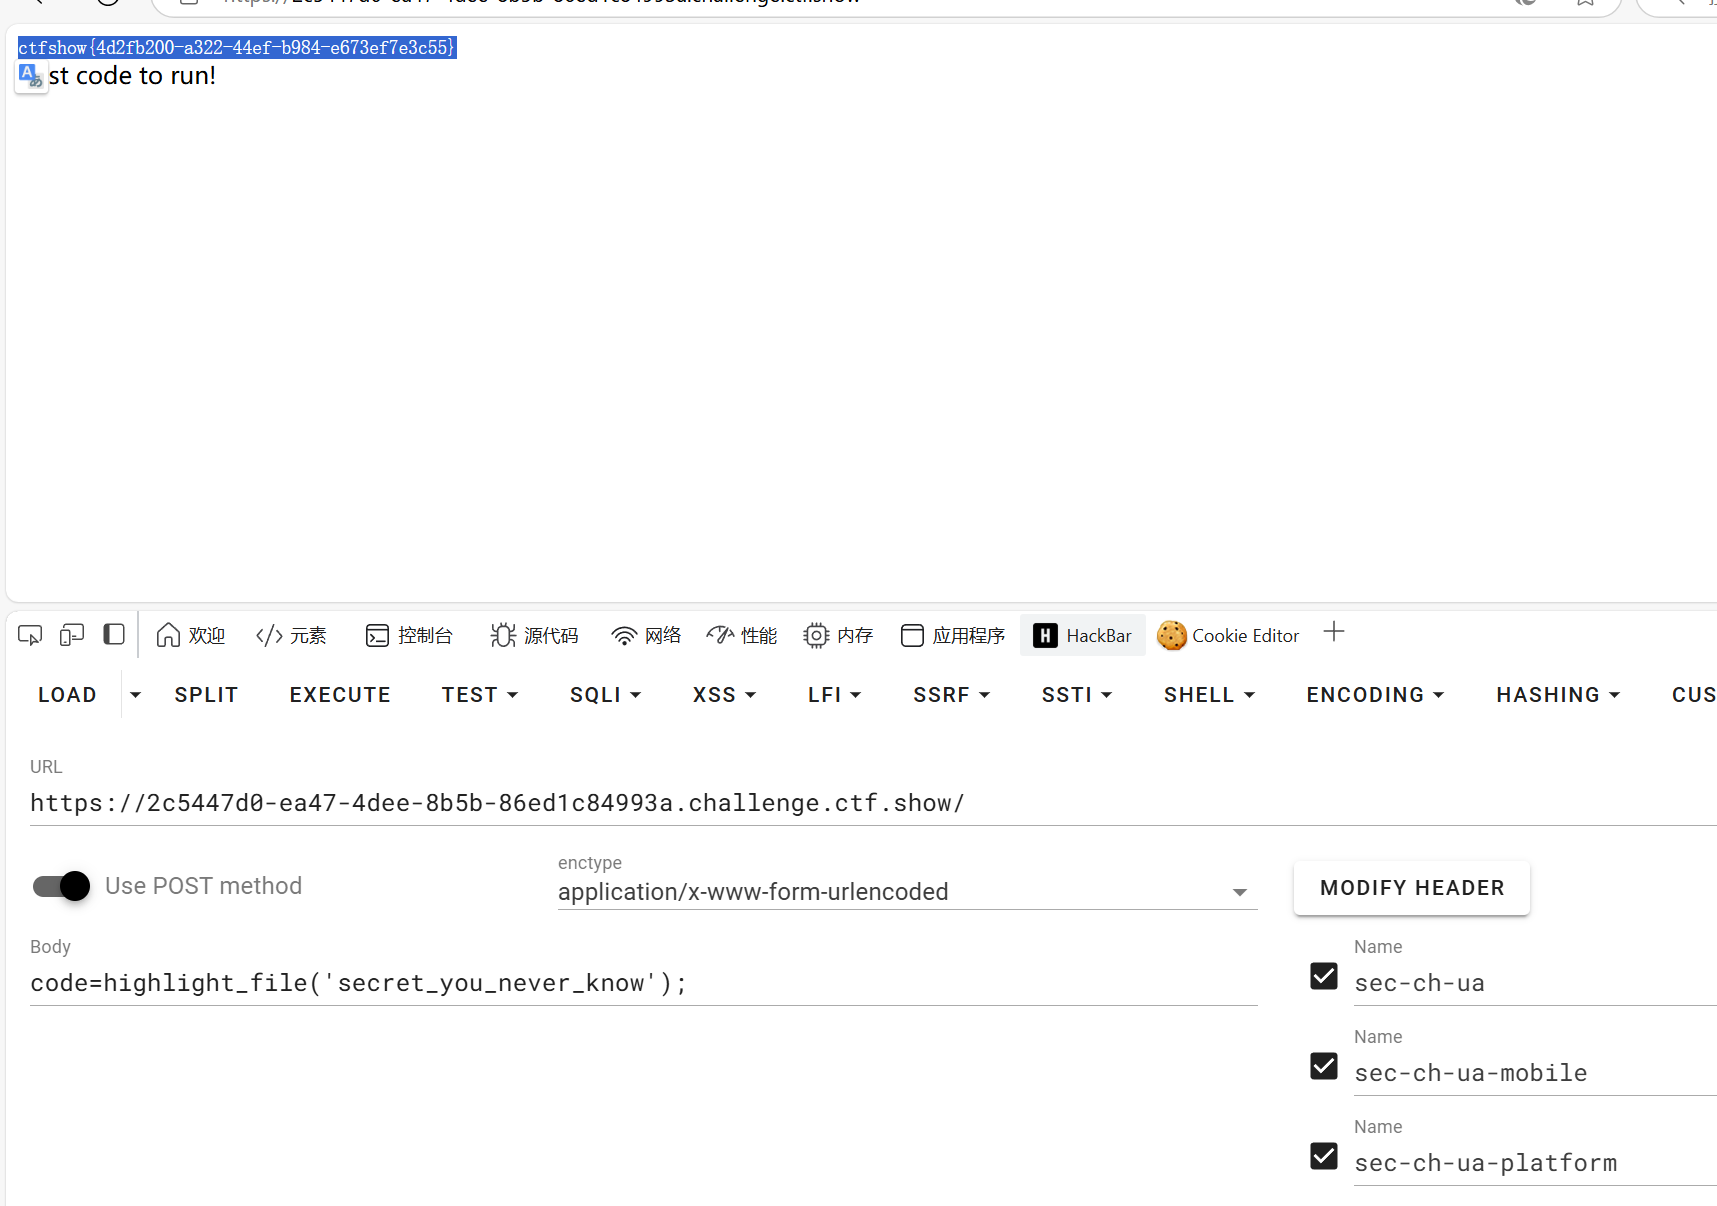 ctfshow{4d2fb200-a322-44ef-b984-e673ef7e3c55}
st code to run!
欢迎 </> 元素 控制台 源代码 网络 性能 内存 应用程序 H HackBar Cookie Editor
LOAD SPLIT EXECUTE TEST SQLI XSS LFI SSRF SSTI SHELL ENCODING HASHING CUS
URL
https://2c5447d0-ea47-4dee-8b5b-86ed1c84993a.challenge.ctf.show/
Use POST method
enctype
application/x-www-form-urlencoded
MODIFY HEADER
Body
code=highlight_file('secret_you_never_know');
Name
sec-ch-ua
Name
sec-ch-ua-mobile
Name
sec-ch-ua-platform